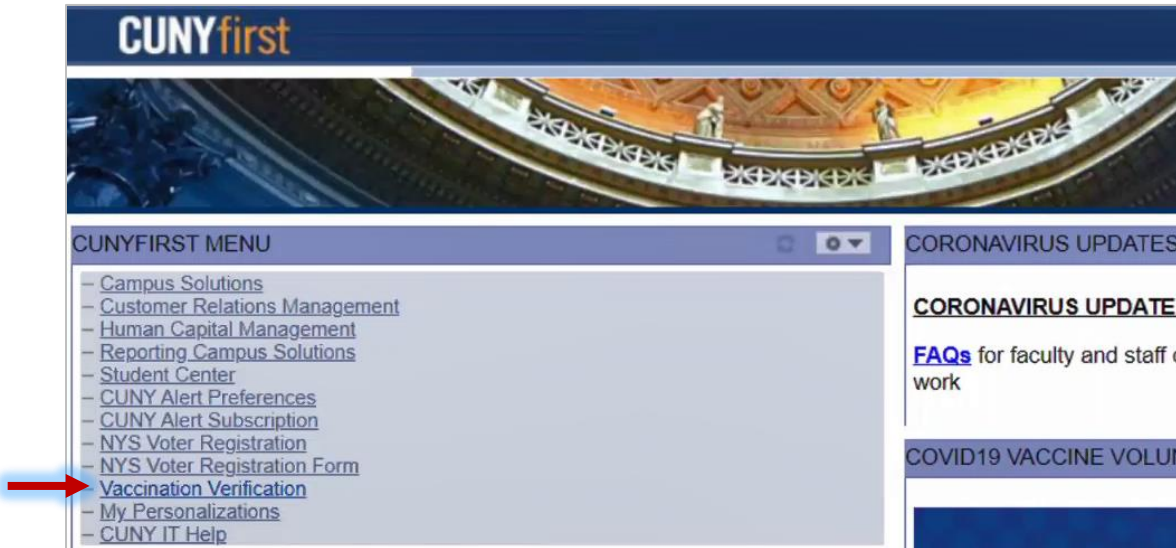 CUNYfirst
CUNYFIRST MENU
Campus Solutions
Customer Relations Management
Human Capital Management
Reporting Campus Solutions
Student Center
CUNY Alert Preferences
CUNY Alert Subscription
NYS Voter Registration
NYS Voter Registration Form
Vaccination Verification
My Personalizations
CUNY IT Help
CORONAVIRUS UPDATES
CORONAVIRUS UPDATE
FAQs for faculty and staff
work
COVID19 VACCINE